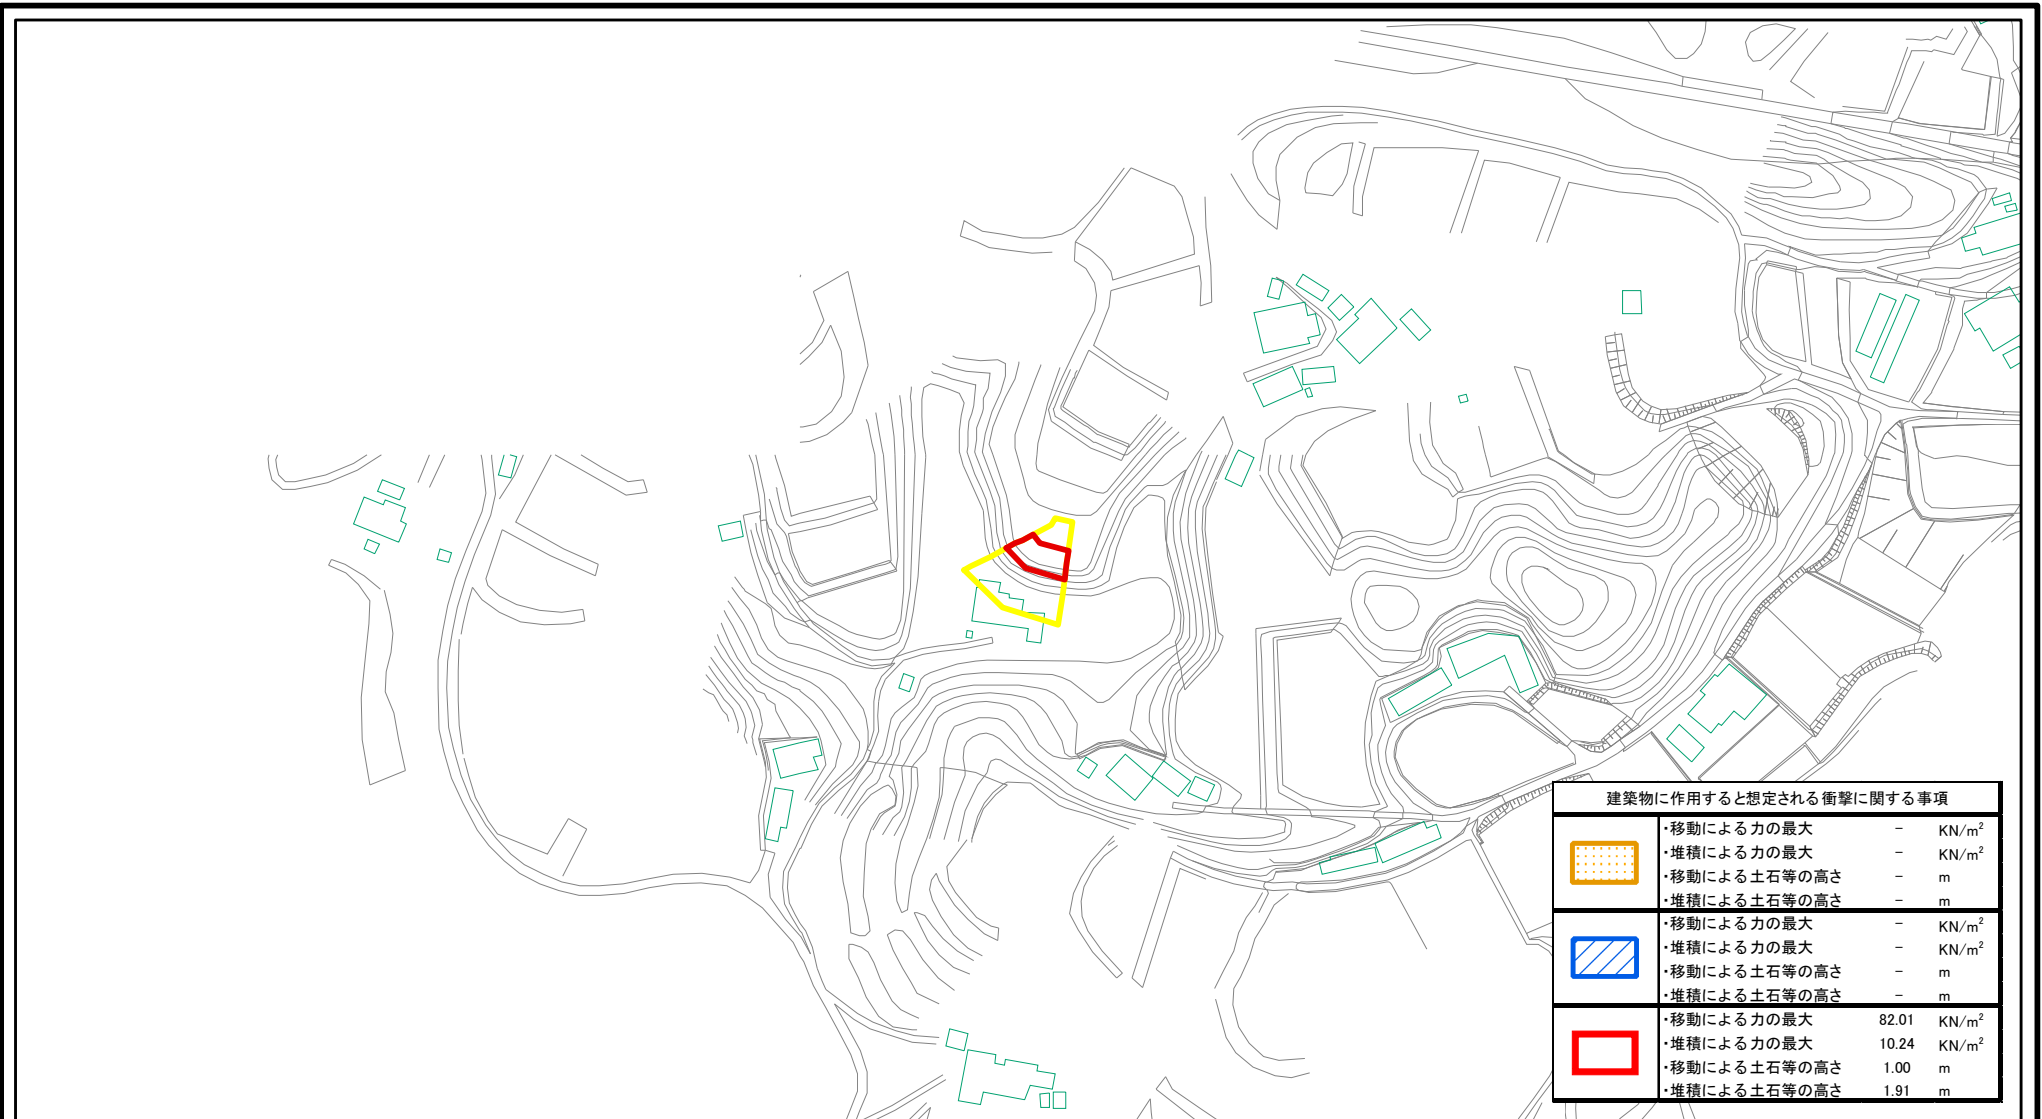 建築物に作用すると想定される衝撃に関する事項
・移動による力の最大 － KN/m²
・堆積による力の最大 － KN/m²
・移動による土石等の高さ － m
・堆積による土石等の高さ － m
・移動による力の最大 － KN/m²
・堆積による力の最大 － KN/m²
・移動による土石等の高さ － m
・堆積による土石等の高さ － m
・移動による力の最大 82.01 KN/m²
・堆積による力の最大 10.24 KN/m²
・移動による土石等の高さ 1.00 m
・堆積による土石等の高さ 1.91 m